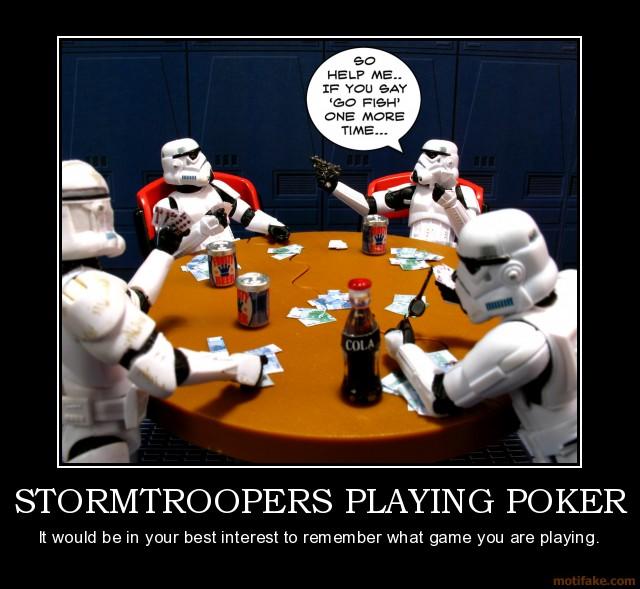 SO
HELP ME..
IF YOU SAY
'GO FISH'
ONE MORE
TIME...
COLA
STORMTROOPERS PLAYING POKER
It would be in your best interest to remember what game you are playing.
motifake.com